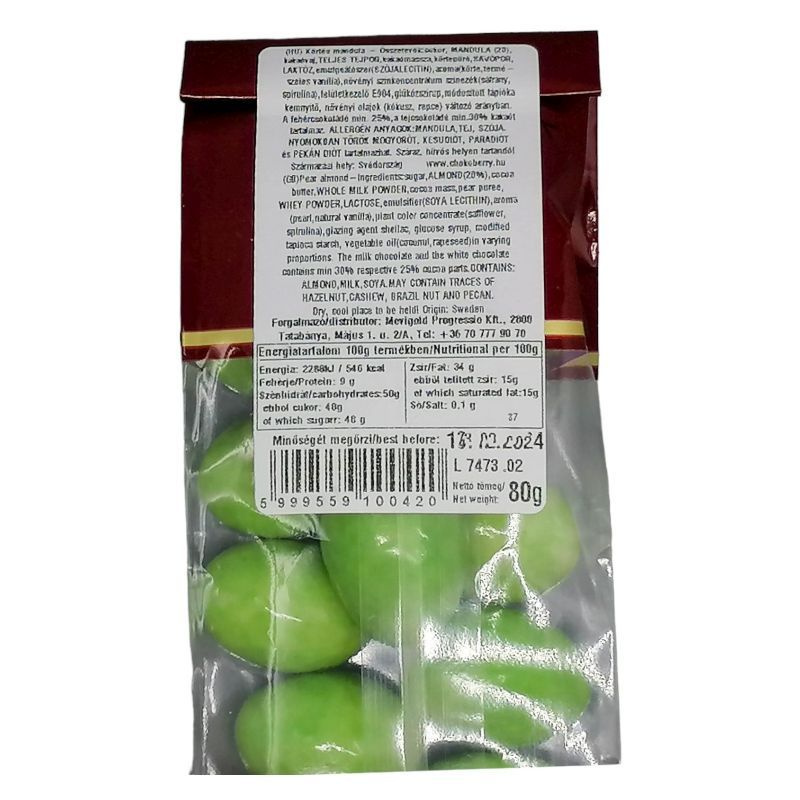 (HU) Körtés mandula – Összetevők:cukor, MANDULA (20),
kakaóvaj,TELJES TEJPOR,kakaómassza,körtepüré,SAVÓPOR,
LAKTÓZ,emulgeálószer(SZÓJALECITIN),aroma(körte,termé –
szetes vanília),növényi színkoncentrátum színezék(sáfrány,
spirulina),felületkezelő E904,glükózszirup,módosított tápióka
keményítő, növényi olajok (kókusz, repce) változó arányban.
A fehércsokoládé min. 25%,a tejcsokoládé min.30% kakaót
tartalmaz. ALLERGÉN ANYAGOK:MANDULA,TEJ, SZÓJA.
NYOMOKBAN TÖRÖK MOGYORÓT, KESUDIÓT, PARADIÓT
és PEKÁN DIÓT tartalmazhat. Száraz, hűvös helyen tartandó!
Származási hely: Svédország www.chokoberry.hu
(GB)Pear almond – Ingredients:sugar,ALMOND(20%),cocoa
butter,WHOLE MILK POWDER,cocoa mass,pear puree,
WHEY POWDER,LACTOSE,emulsifier(SOYA LECITHIN),aroma
(pearl,natural vanilla),plant color concentrate(safflower,
spirulina),glazing agent shellac, glucose syrup, modified
tapioca starch, vegetable oil(coconut,rapeseed)in varying
proportions. The milk chocolate and the white chocolate
contains min 30% respective 25% cocoa parts.CONTAINS:
ALMOND,MILK,SOYA.MAY CONTAIN TRACES OF
HAZELNUT,CASHEW, BRAZIL NUT AND PECAN.
Dry, cool place to be held! Origin: Sweden
Forgalmazó/distributor: Merigold Progressio Kft., 2800
Tatabánya, Május 1. u. 2/A, Tel: +36 70 777 90 70
Energiatartalom 100g termékben/Nutritional per 100g
Energia: 2288kJ / 546 kcal
Fehérje/Protein: 9 g
Szénhidrát/carbohydrates:50g
ebből cukor: 48g
of which sugarr: 48 g
Zsír/Fat: 34 g
ebből telített zsír: 15g
of which saturated fat:15g
Só/Salt: 0,1 g
37
Minőségét megőrzi/best before: 2024
L 7473 .02
Nettó tömeg/
Net weight: 80g
5 999559 100420